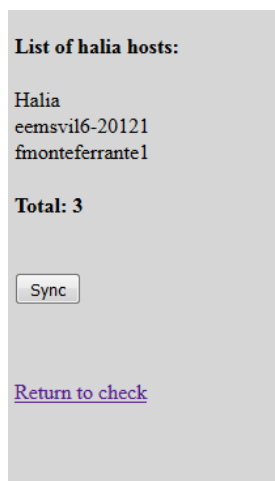 List of halia hosts:
Halia
eemsvil6-20121
fmonteferrante1
Total: 3
Sync
Return to check